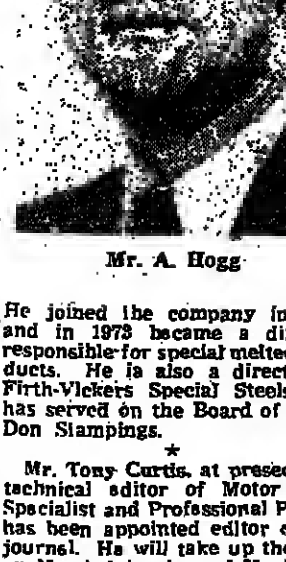 Mr. A. Hogg
He joined the company in
and in 1973 became a di
responsible for special melte
ducts. He is also a direct
Firth-Vickers Special Steels
has served on the Board of
Don Stampings.
★
Mr. Tony Curtis, at prese
technical editor of Motor
Specialist and Professional P
has been appointed editor o
journal. He will take up the